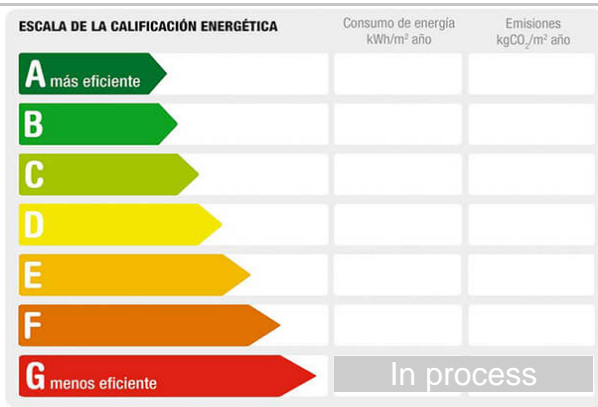 ESCALA DE LA CALIFICACIÓN ENERGÉTICA
Consumo de energía
kWh/m² año
Emisiones
kgCO₂/m² año
A más eficiente
B
C
D
E
F
G menos eficiente
In process